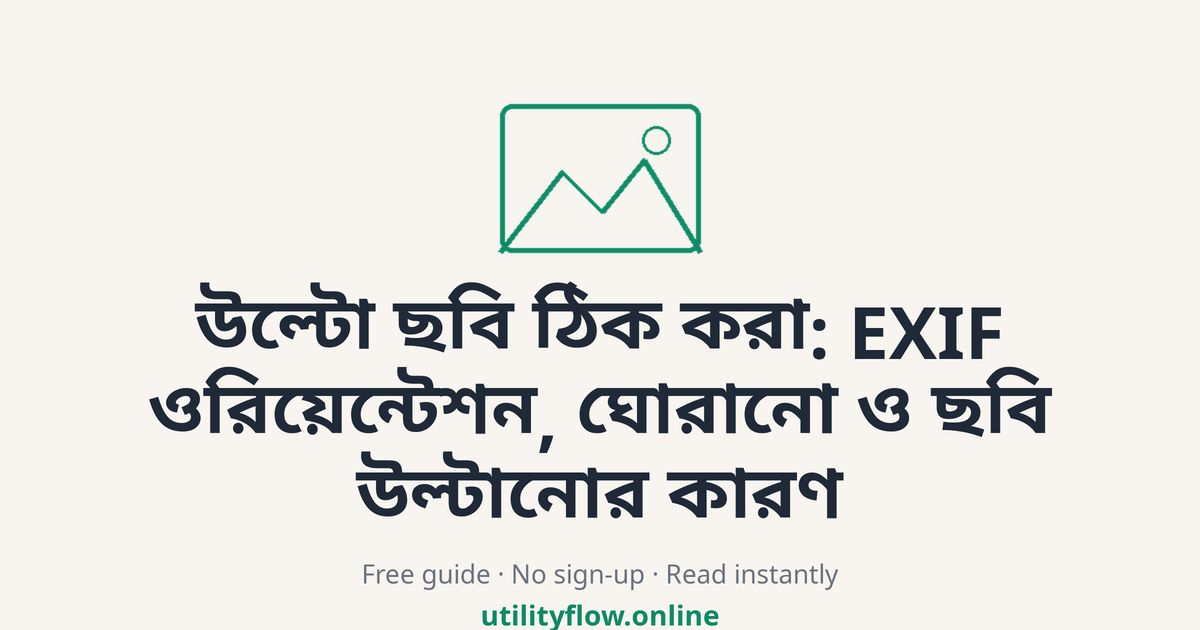 উল্টো ছবি ঠিক করা: EXIF
ওরিয়েন্টেশন, ঘোরানো ও ছবি
উল্টানোর কারণ
Free guide · No sign-up · Read instantly
utilityflow.online